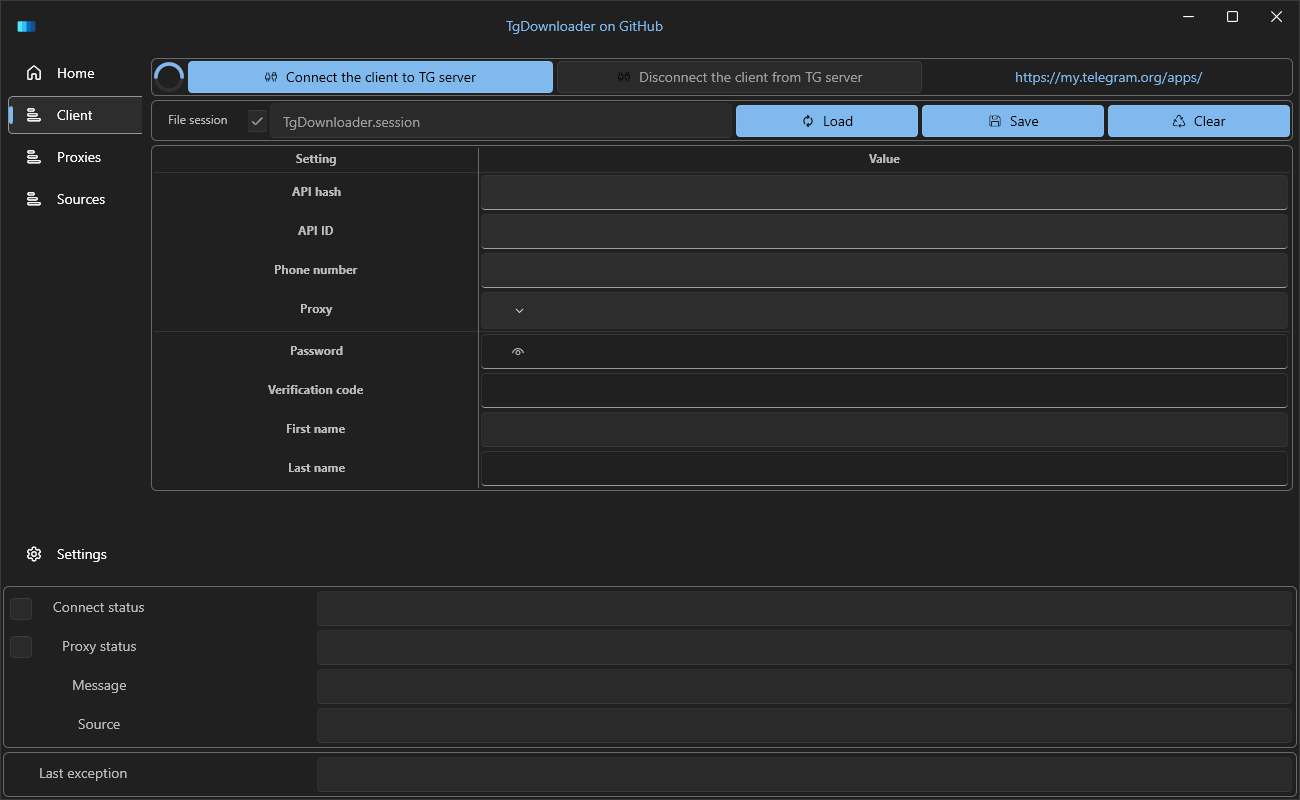 TgDownloader on GitHub
Home
Client
Proxies
Sources
Connect the client to TG server
Disconnect the client from TG server
https://my.telegram.org/apps/
File session
TgDownloader.session
Load
Save
Clear
Setting
Value
API hash
API ID
Phone number
Proxy
Password
Verification code
First name
Last name
Settings
Connect status
Proxy status
Message
Source
Last exception